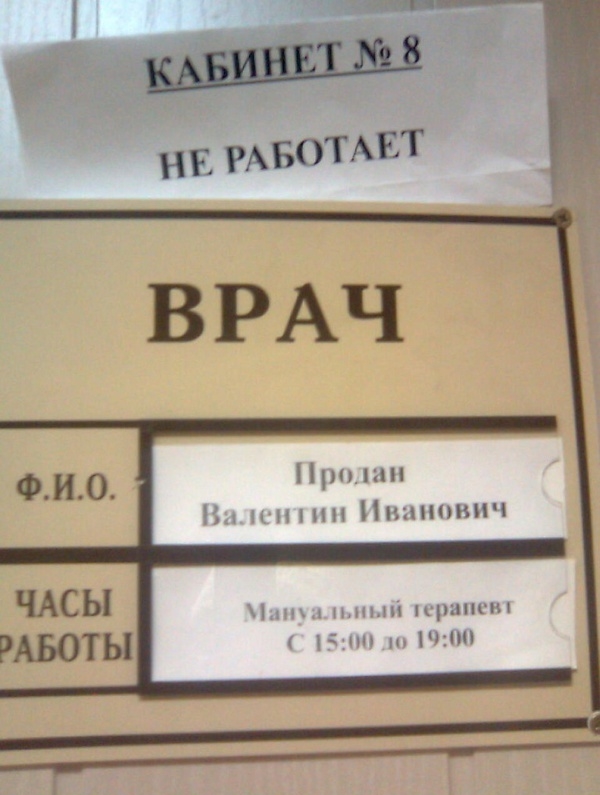 КАБИНЕТ № 8
НЕ РАБОТАЕТ
ВРАЧ
Ф.И.О.
Продан
Валентин Иванович
ЧАСЫ
РАБОТЫ
Мануальный терапевт
С 15:00 до 19:00